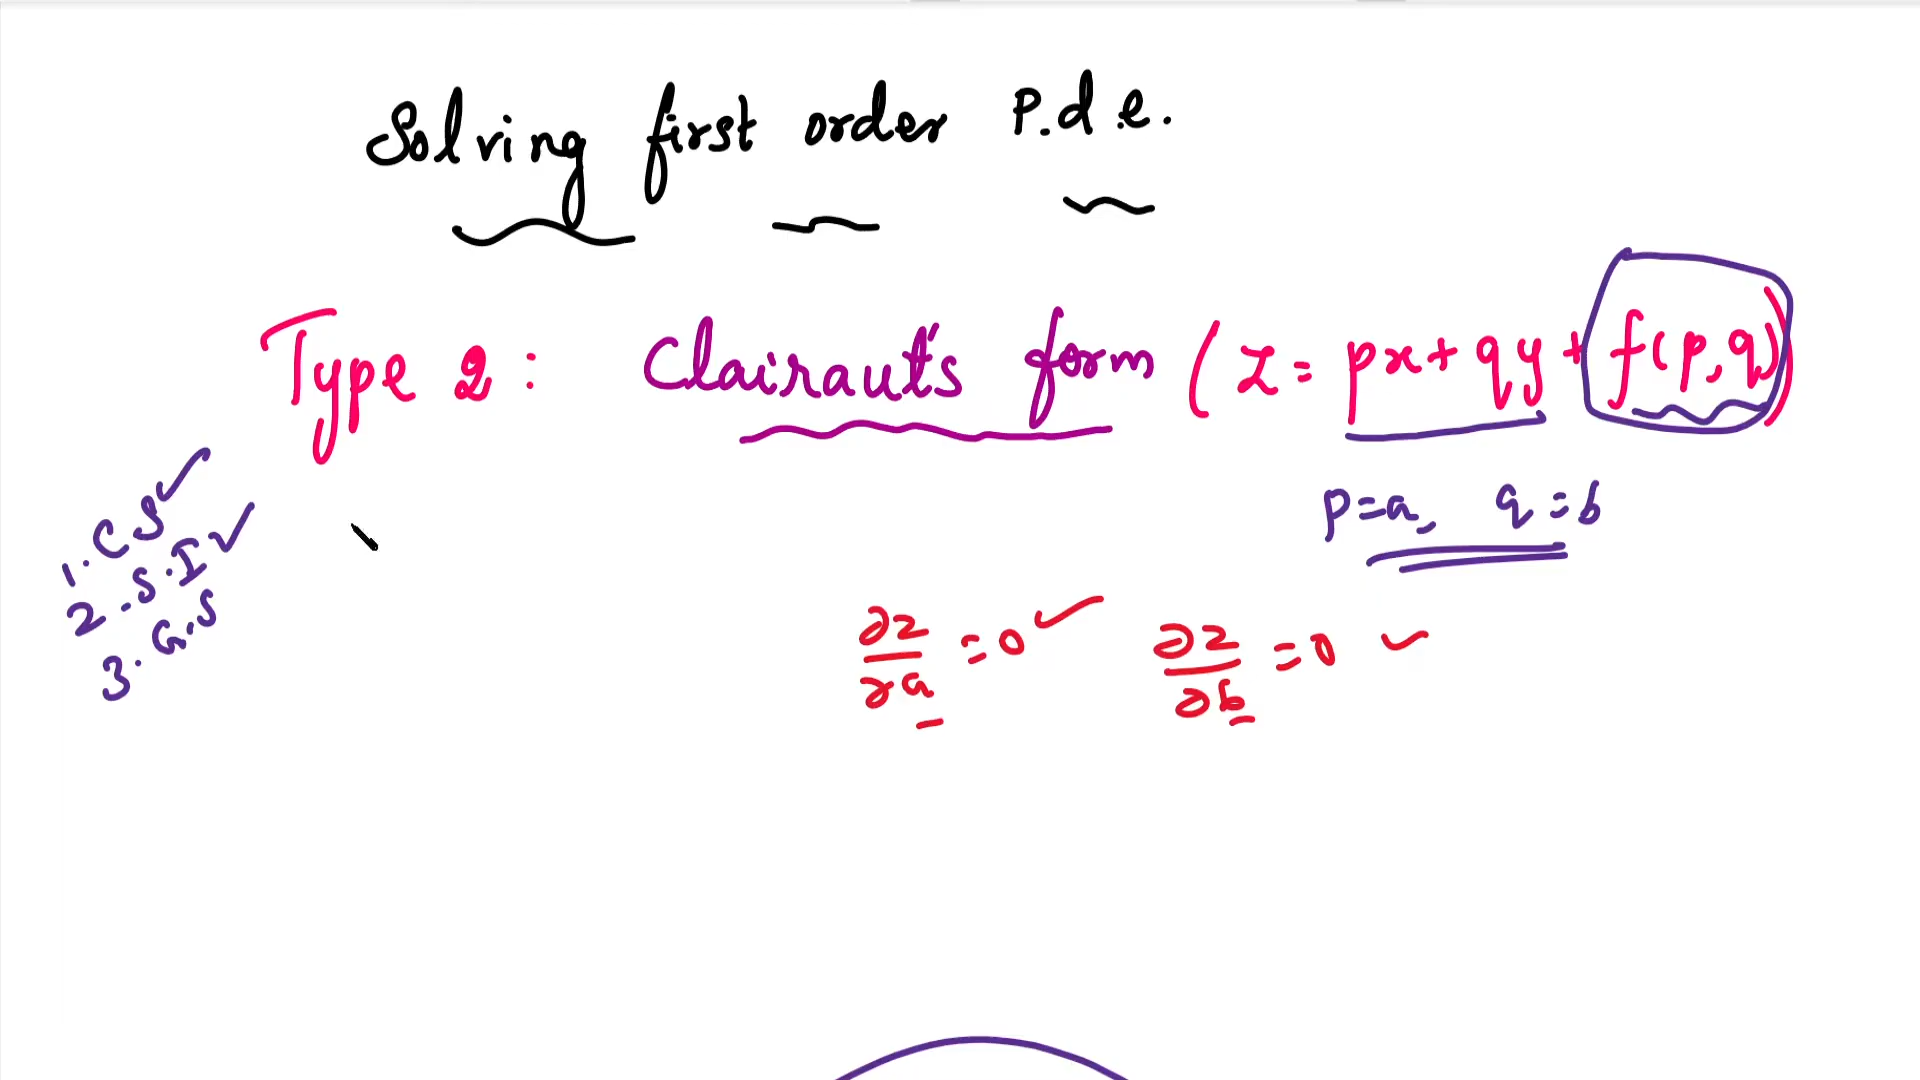 Solving first order P.d.e.
Type 2: Clairaut's form (z = px + qy + f(p,q))
p=a, q=b
1. C S ✓
2. S.I ✓
3. G.S
∂z/∂a = 0 ✓ ∂z/∂b = 0 ✓